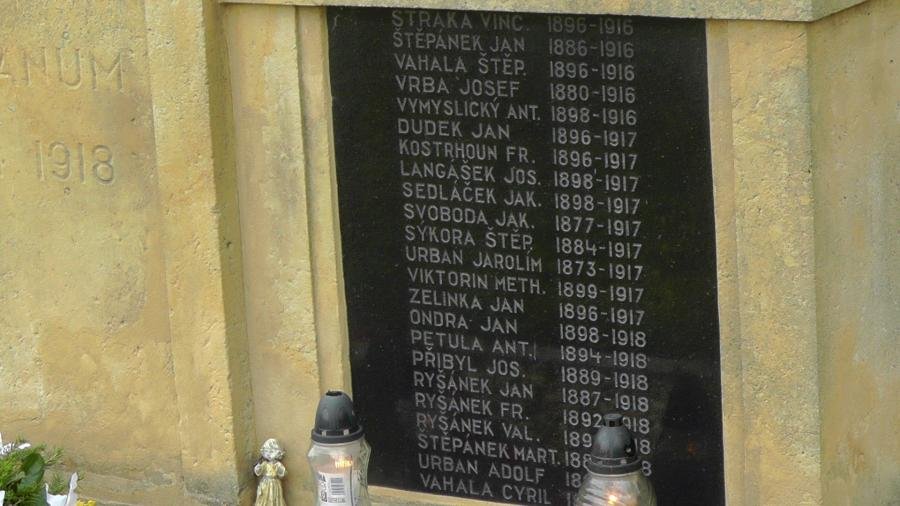 ANUM
1918
STRAKA VINC. 1896-1916
ŠTĚPÁNEK JAN 1886-1916
VAHALA ŠTĚP. 1896-1916
VRBA JOSEF 1880-1916
VYMYSLICKÝ ANT. 1898-1916
DUDEK JAN 1896-1917
KOSTRHOUN FR. 1896-1917
LANGÁŠEK JOS. 1898-1917
SEDLÁČEK JAK. 1898-1917
SVOBODA JAK. 1877-1917
SÝKORA ŠTĚP. 1884-1917
URBAN JAROLÍM 1873-1917
VIKTORIN METH. 1899-1917
ZELINKA JAN 1896-1917
ONDRA JAN 1898-1918
PETULA ANT. 1894-1918
PŘIBYL JOS. 1889-1918
RYŠÁNEK JAN 1887-1918
RYŠÁNEK FR. 1892-1918
RYŠÁNEK VAL.
ŠTĚPÁNEK MART.
URBAN ADOLF
VAHALA CYRIL